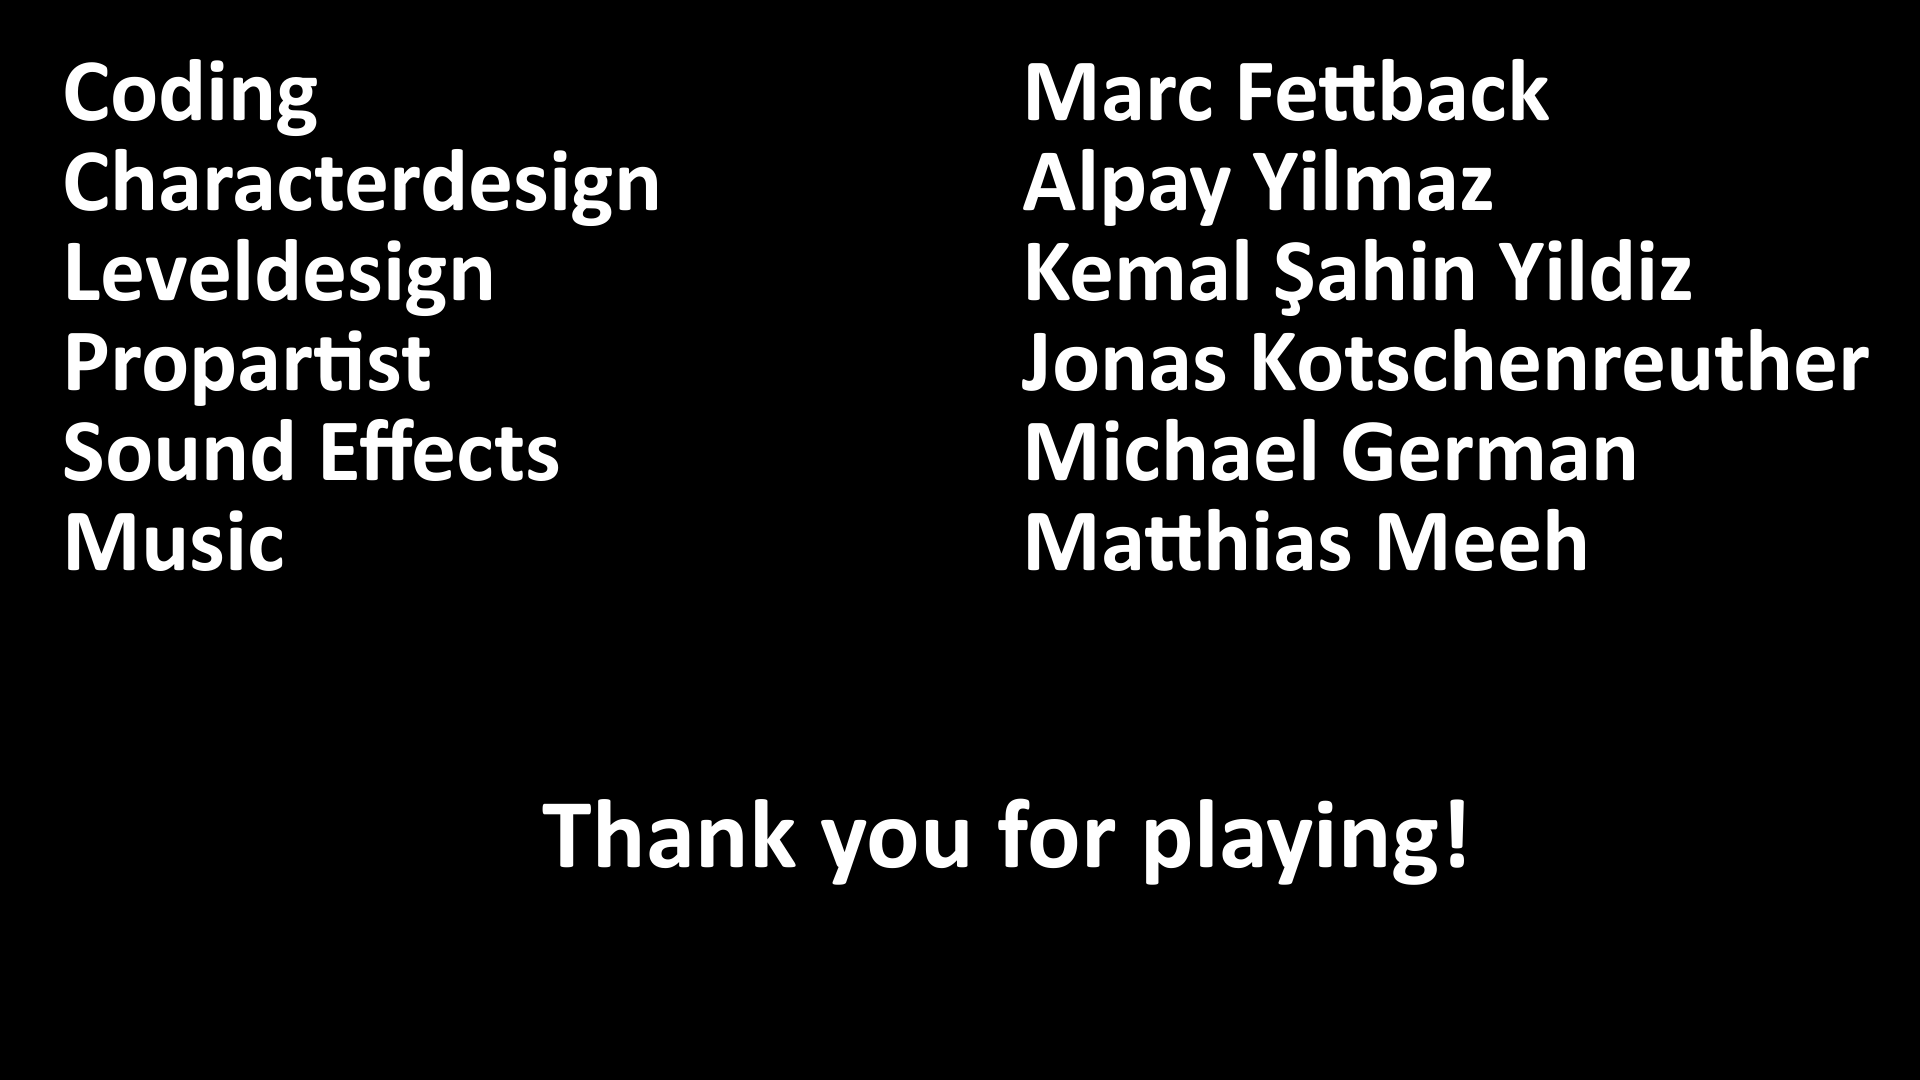 Coding Marc Fettback
Characterdesign Alpay Yilmaz
Leveldesign Kemal Şahin Yildiz
Propartist Jonas Kotschenreuther
Sound Effects Michael German
Music Matthias Meeh
Thank you for playing!